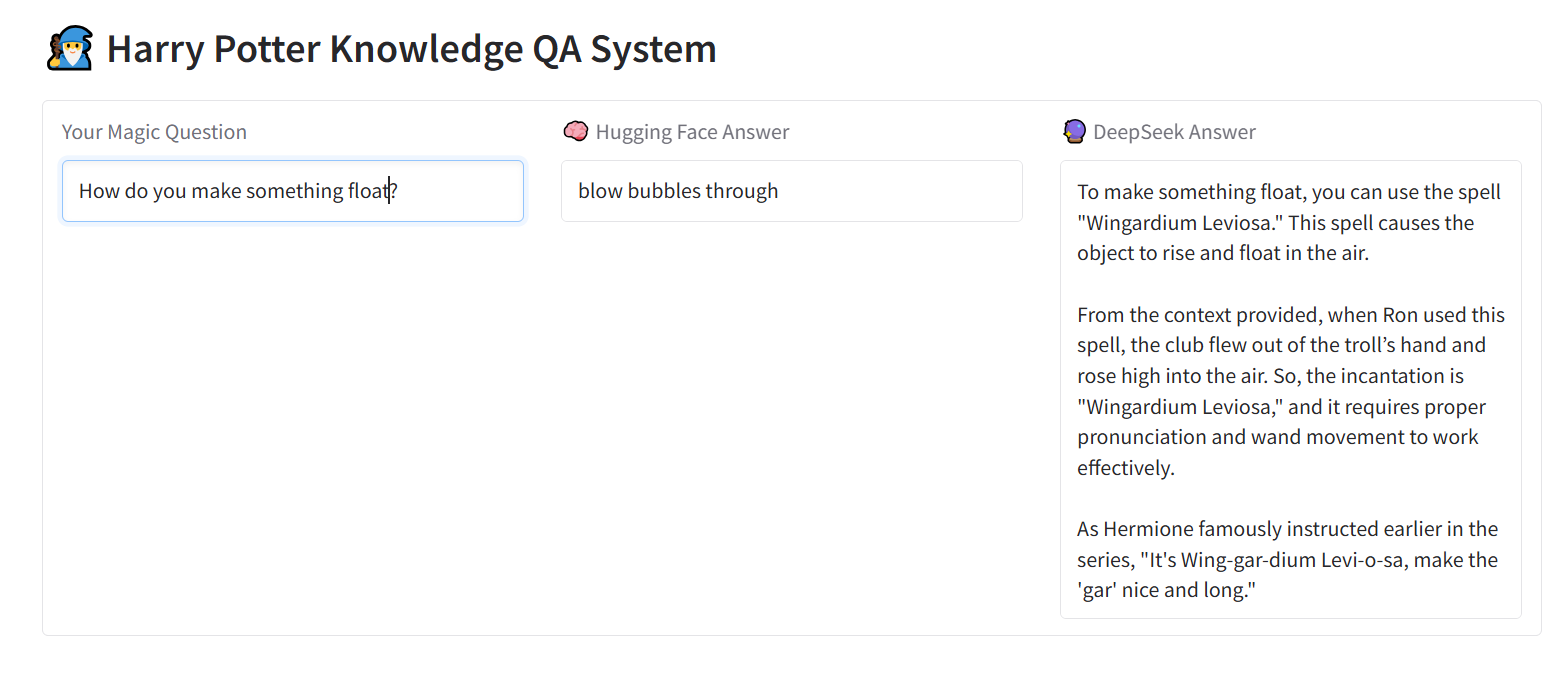 Harry Potter Knowledge QA System
Your Magic Question
How do you make something float?
Hugging Face Answer
blow bubbles through
DeepSeek Answer
To make something float, you can use the spell
"Wingardium Leviosa." This spell causes the
object to rise and float in the air.
From the context provided, when Ron used this
spell, the club flew out of the troll’s hand and
rose high into the air. So, the incantation is
"Wingardium Leviosa," and it requires proper
pronunciation and wand movement to work
effectively.
As Hermione famously instructed earlier in the
series, "It's Wing-gar-dium Levi-o-sa, make the
'gar' nice and long."